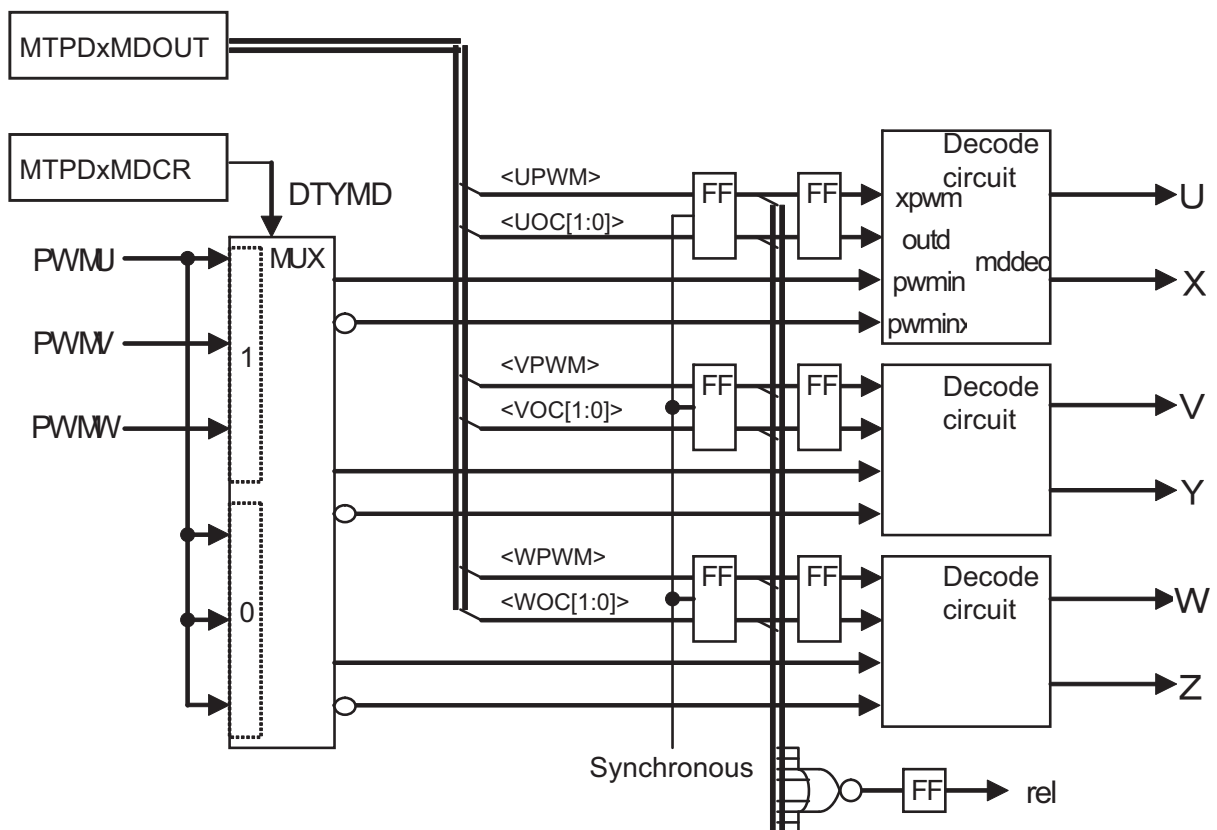 MTPDxMDOUT
MTPDxMDCR
DTYMD
PWMU
PWMV
PWMW
MUX
1
0
<UPWM>
<UOC[1:0]>
FF
FF
Decode
circuit
xpwm
outd
mddec
pwmin
pwminx
U
X
<VPWM>
<VOC[1:0]>
FF
FF
Decode
circuit
V
Y
<WPWM>
<WOC[1:0]>
FF
FF
Decode
circuit
W
Z
Synchronous
FF
rel